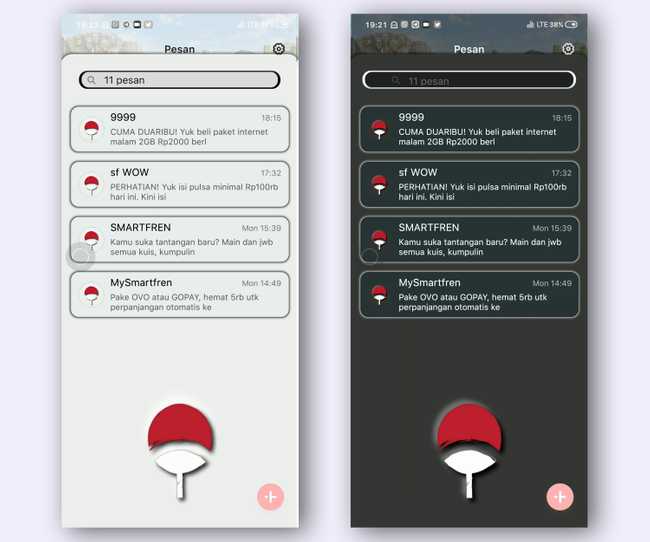 19:23
Pesan
11 pesan
9999 18:15
CUMA DUARIBU! Yuk beli paket internet
malam 2GB Rp2000 berl
sf WOW 17:32
PERHATIAN! Yuk isi pulsa minimal Rp100rb
hari ini. Kini isi
SMARTFREN Mon 15:39
Kamu suka tantangan baru? Main dan jwb
semua kuis, kumpulin
MySmartfren Mon 14:49
Pake OVO atau GOPAY, hemat 5rb utk
perpanjangan otomatis ke
19:21 LTE 38%
Pesan
11 pesan
9999 18:15
CUMA DUARIBU! Yuk beli paket internet
malam 2GB Rp2000 berl
sf WOW 17:32
PERHATIAN! Yuk isi pulsa minimal Rp100rb
hari ini. Kini isi
SMARTFREN Mon 15:39
Kamu suka tantangan baru? Main dan jwb
semua kuis, kumpulin
MySmartfren Mon 14:49
Pake OVO atau GOPAY, hemat 5rb utk
perpanjangan otomatis ke